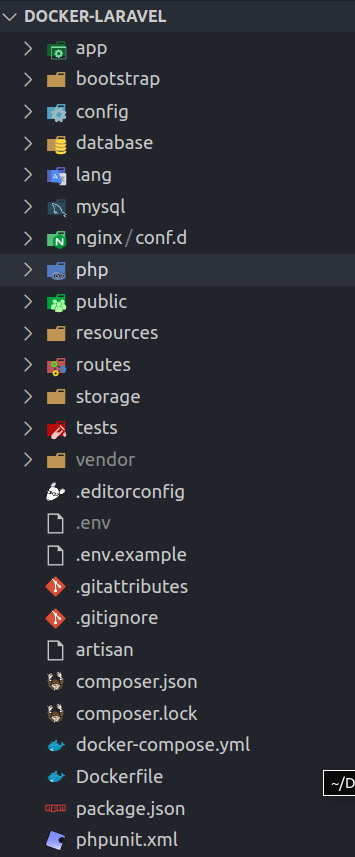 DOCKER-LARAVEL
app
bootstrap
config
database
lang
mysql
nginx/conf.d
php
public
resources
routes
storage
tests
vendor
.editorconfig
.env
.env.example
.gitattributes
.gitignore
artisan
composer.json
composer.lock
docker-compose.yml
Dockerfile
~/D
package.json
phpunit.xml